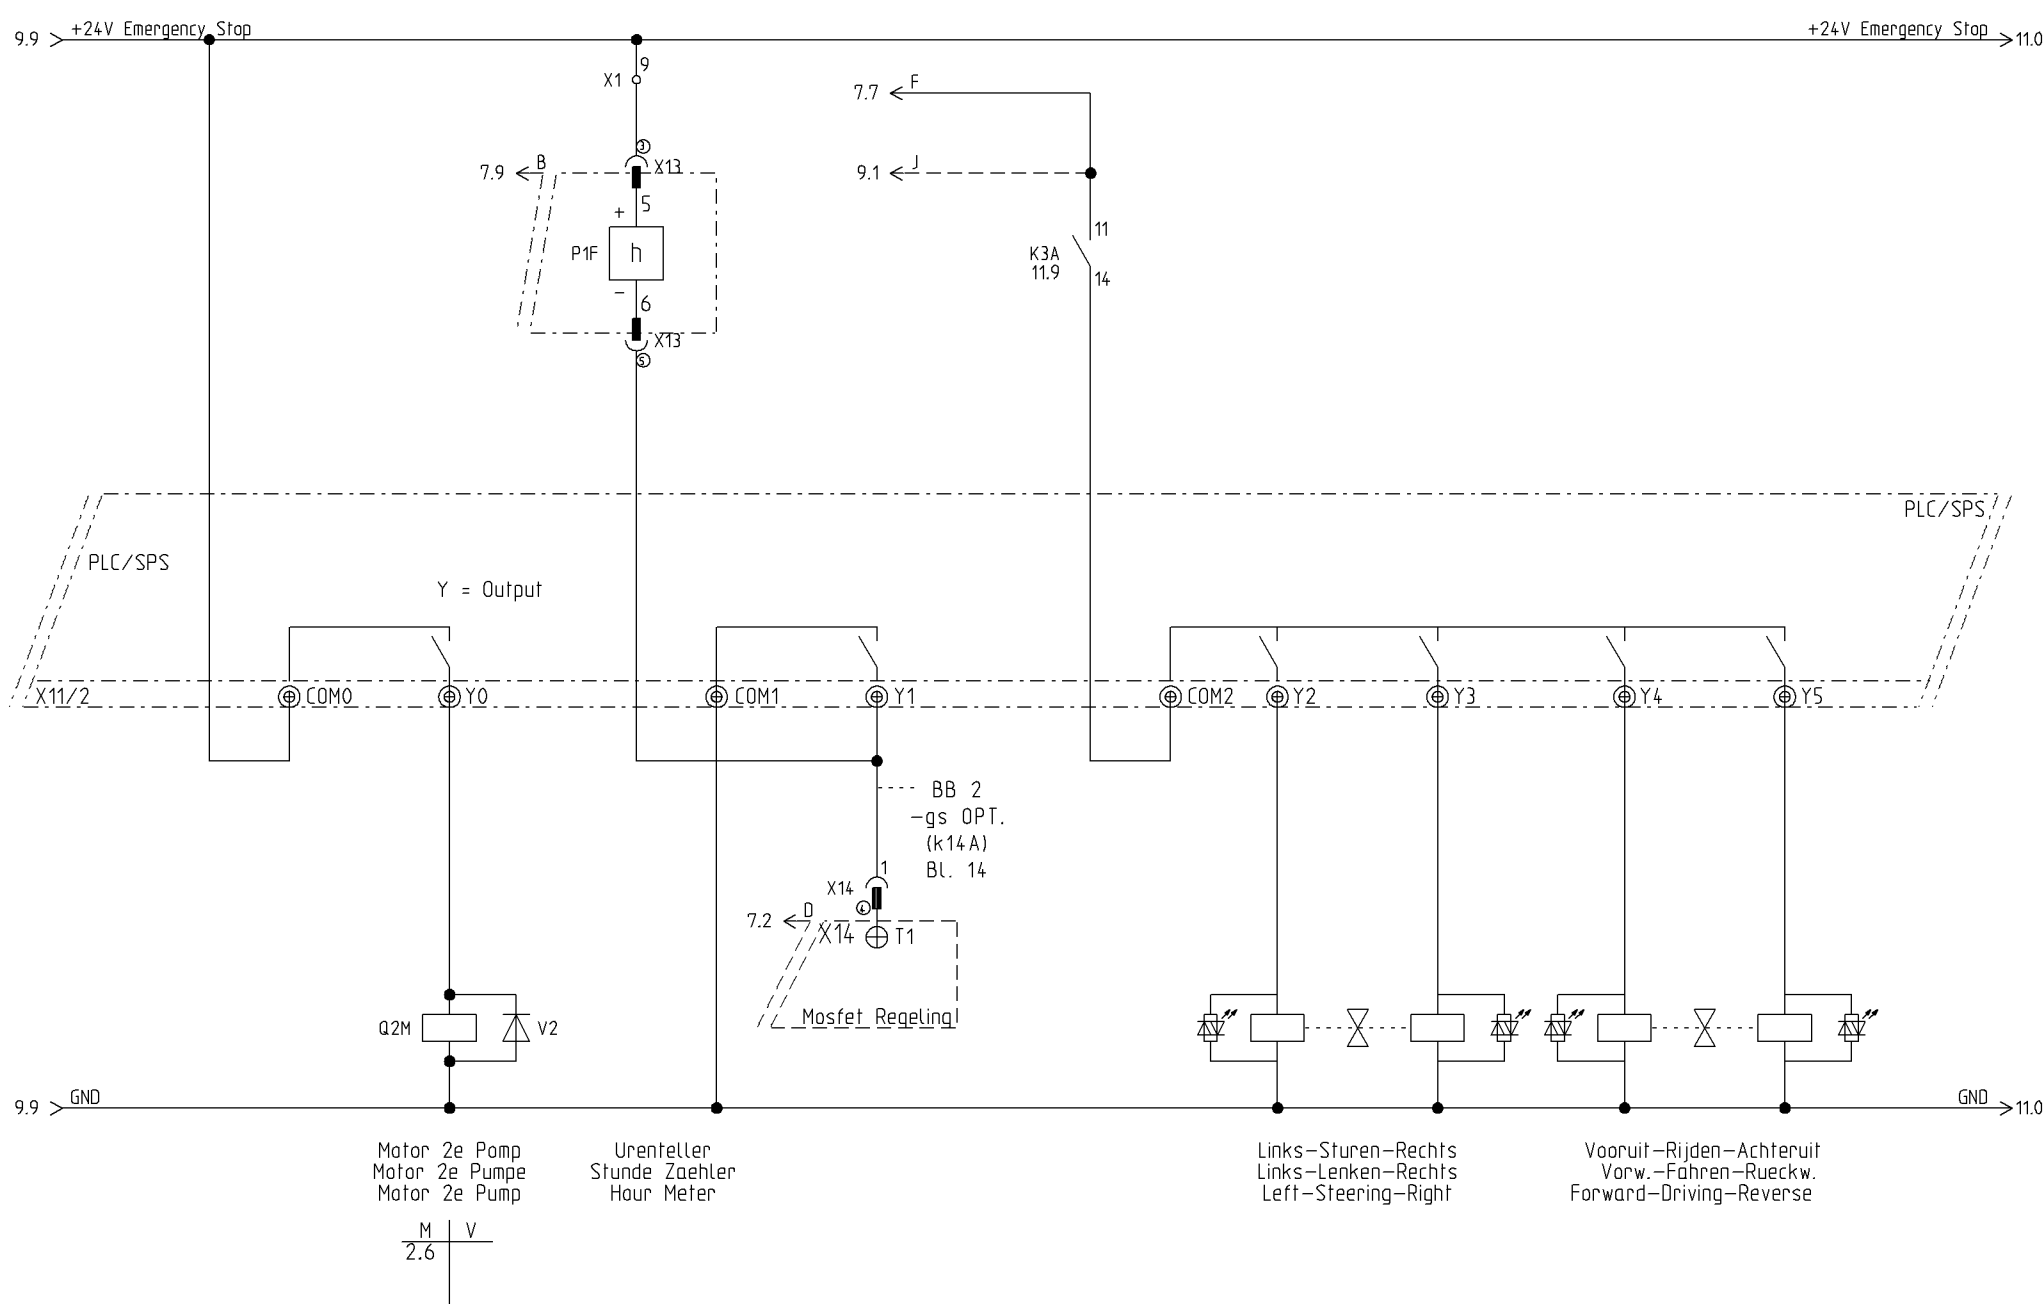 9.9 +24V Emergency Stop
+24V Emergency Stop 11.0
9
X1
7.7 F
3
X13
7.9 B
9.1 J
5
+
P1F h
-
6
X13
5
11
K3A
11.9
14
PLC/SPS
PLC/SPS
Y = Output
X11/2 COM0 Y0 COM1 Y1 COM2 Y2 Y3 Y4 Y5
BB 2
-gs OPT.
(k14A)
Bl. 14
1
X14
4
7.2 D
X14 T1
Mosfet Regeling
Q2M V2
9.9 GND
GND 11.0
Motor 2e Pomp
Motor 2e Pumpe
Motor 2e Pump
Urenteller
Stunde Zaehler
Hour Meter
Links-Sturen-Rechts
Links-Lenken-Rechts
Left-Steering-Right
Vooruit-Rijden-Achteruit
Vorw.-Fahren-Rueckw.
Forward-Driving-Reverse
M V
2.6